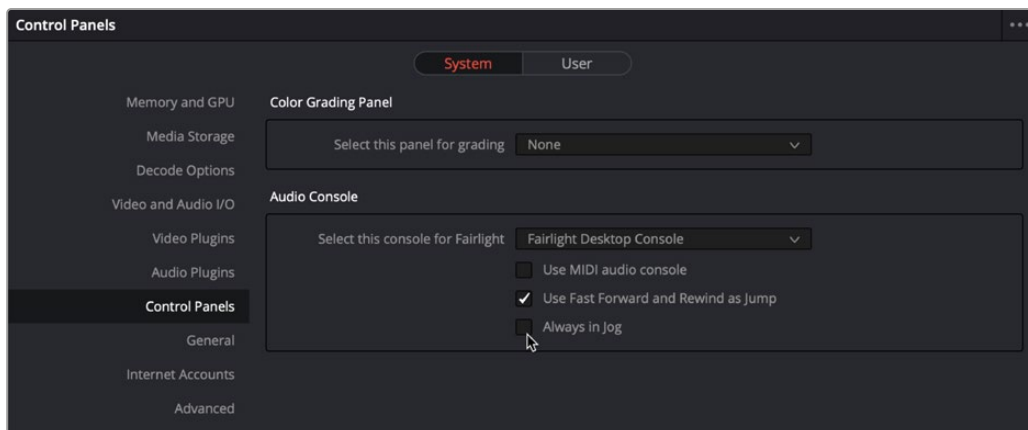 Control Panels
System
User
Memory and GPU
Media Storage
Decode Options
Video and Audio I/O
Video Plugins
Audio Plugins
Control Panels
General
Internet Accounts
Advanced
Color Grading Panel
Select this panel for grading
None
Audio Console
Select this console for Fairlight
Fairlight Desktop Console
Use MIDI audio console
Use Fast Forward and Rewind as Jump
Always in Jog